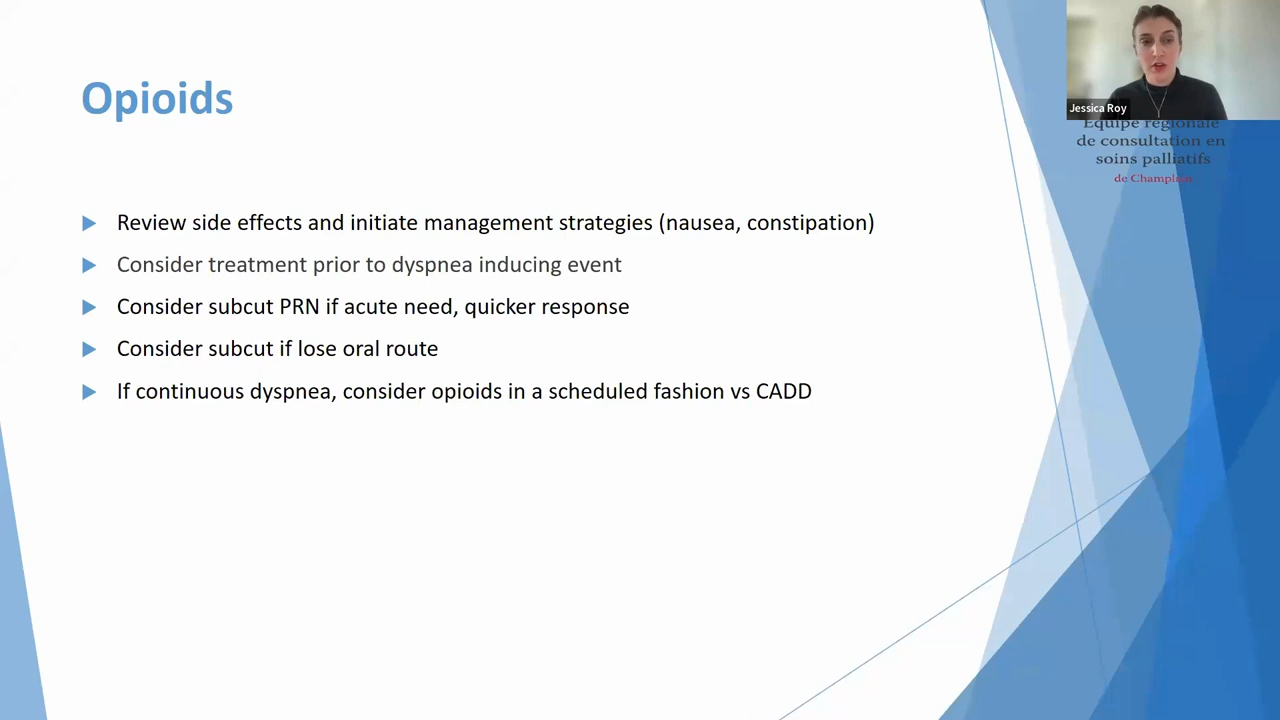 Opioids
Review side effects and initiate management strategies (nausea, constipation)
Consider treatment prior to dyspnea inducing event
Consider subcut PRN if acute need, quicker response
Consider subcut if lose oral route
If continuous dyspnea, consider opioids in a scheduled fashion vs CADD
Jessica Roy
Équipe régionale
de consultation en
soins palliatifs
de Champlain